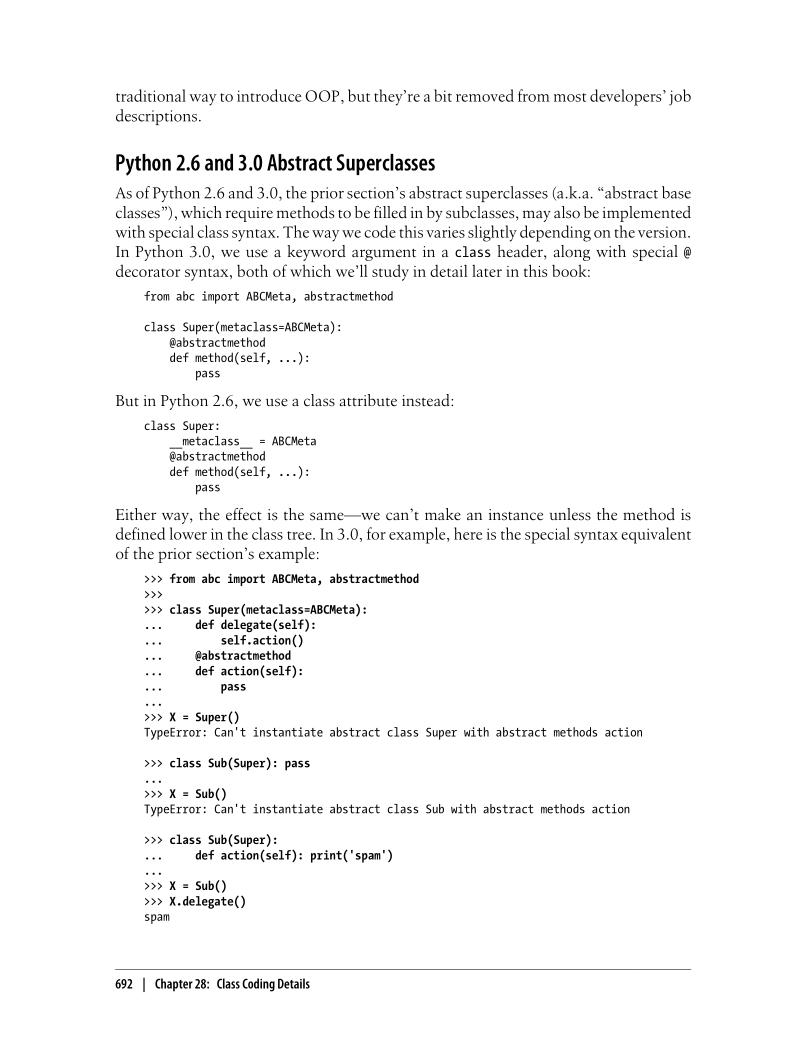 traditional way to introduce OOP, but they’re a bit removed from most developers’ job
descriptions.
Python 2.6 and 3.0 Abstract Superclasses
As of Python 2.6 and 3.0, the prior section’s abstract superclasses (a.k.a. “abstract base
classes”), which require methods to be filled in by subclasses, may also be implemented
with special class syntax. The way we code this varies slightly depending on the version.
In Python 3.0, we use a keyword argument in a class header, along with special @
decorator syntax, both of which we’ll study in detail later in this book:
from abc import ABCMeta, abstractmethod
class Super(metaclass=ABCMeta):
    @abstractmethod
    def method(self, ...):
        pass
But in Python 2.6, we use a class attribute instead:
class Super:
    __metaclass__ = ABCMeta
    @abstractmethod
    def method(self, ...):
        pass
Either way, the effect is the same—we can’t make an instance unless the method is
defined lower in the class tree. In 3.0, for example, here is the special syntax equivalent
of the prior section’s example:
>>> from abc import ABCMeta, abstractmethod
>>>
>>> class Super(metaclass=ABCMeta):
...     def delegate(self):
...         self.action()
...     @abstractmethod
...     def action(self):
...         pass
...
>>> X = Super()
TypeError: Can't instantiate abstract class Super with abstract methods action
>>> class Sub(Super): pass
...
>>> X = Sub()
TypeError: Can't instantiate abstract class Sub with abstract methods action
>>> class Sub(Super):
...     def action(self): print('spam')
...
>>> X = Sub()
>>> X.delegate()
spam
692 | Chapter 28: Class Coding Details